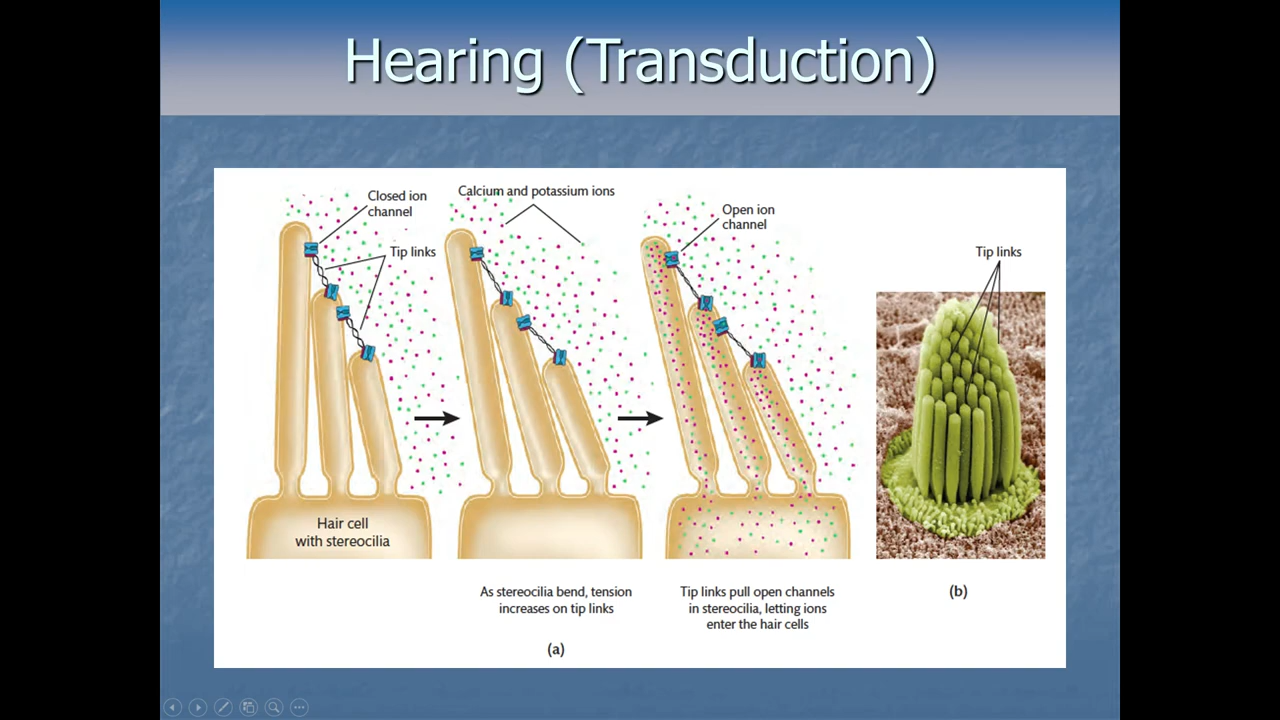 Hearing (Transduction)
Closed ion
channel
Tip links
Calcium and potassium ions
Open ion
channel
Tip links
Hair cell
with stereocilia
As stereocilia bend, tension
increases on tip links
Tip links pull open channels
in stereocilia, letting ions
enter the hair cells
(a)
(b)